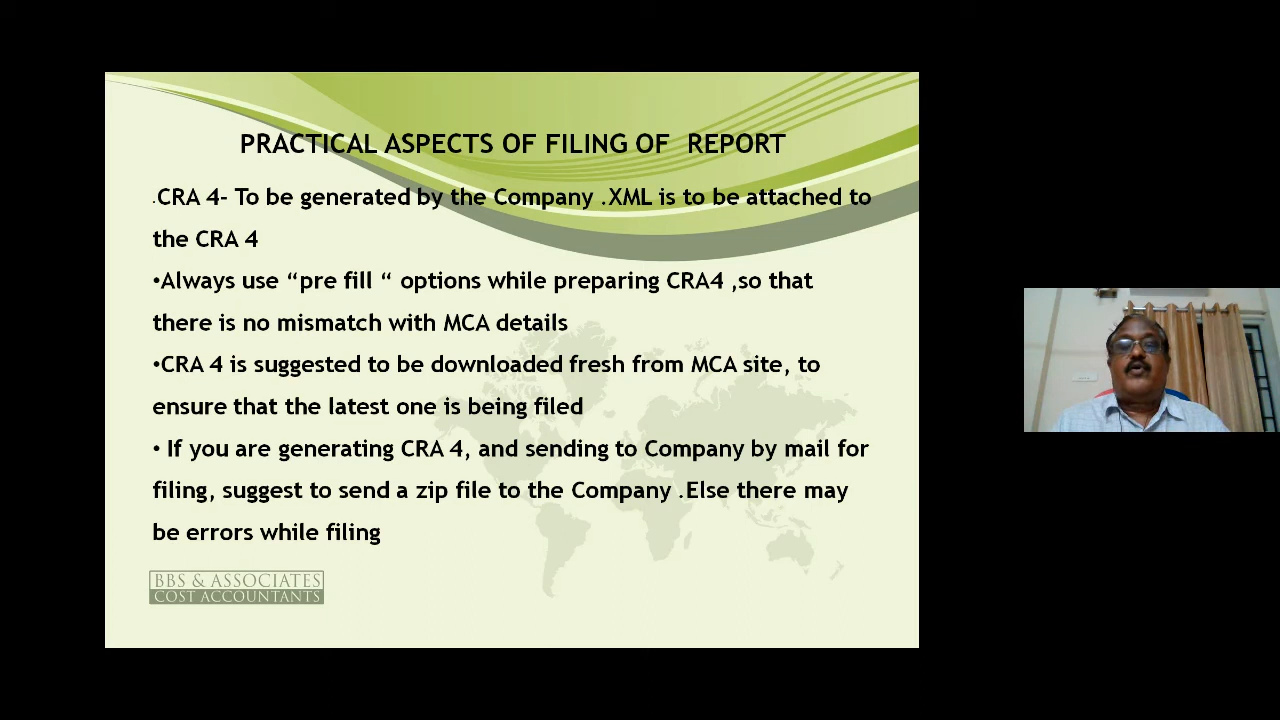 PRACTICAL ASPECTS OF FILING OF REPORT
.CRA 4- To be generated by the Company .XML is to be attached to
the CRA 4
•Always use “pre fill “ options while preparing CRA4 ,so that
there is no mismatch with MCA details
•CRA 4 is suggested to be downloaded fresh from MCA site, to
ensure that the latest one is being filed
• If you are generating CRA 4, and sending to Company by mail for
filing, suggest to send a zip file to the Company .Else there may
be errors while filing
BBS & ASSOCIATES
COST ACCOUNTANTS